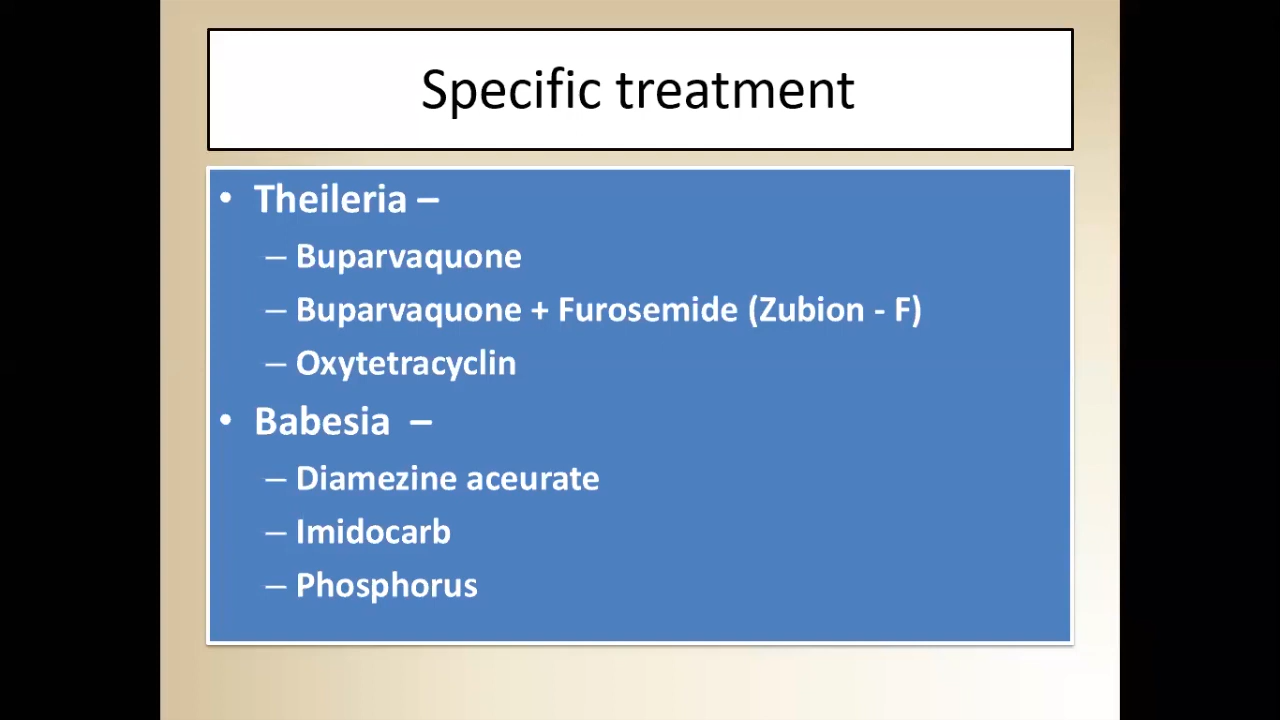 Specific treatment
• Theileria –
– Buparvaquone
– Buparvaquone + Furosemide (Zubion - F)
– Oxytetracyclin
• Babesia –
– Diamezine aceurate
– Imidocarb
– Phosphorus